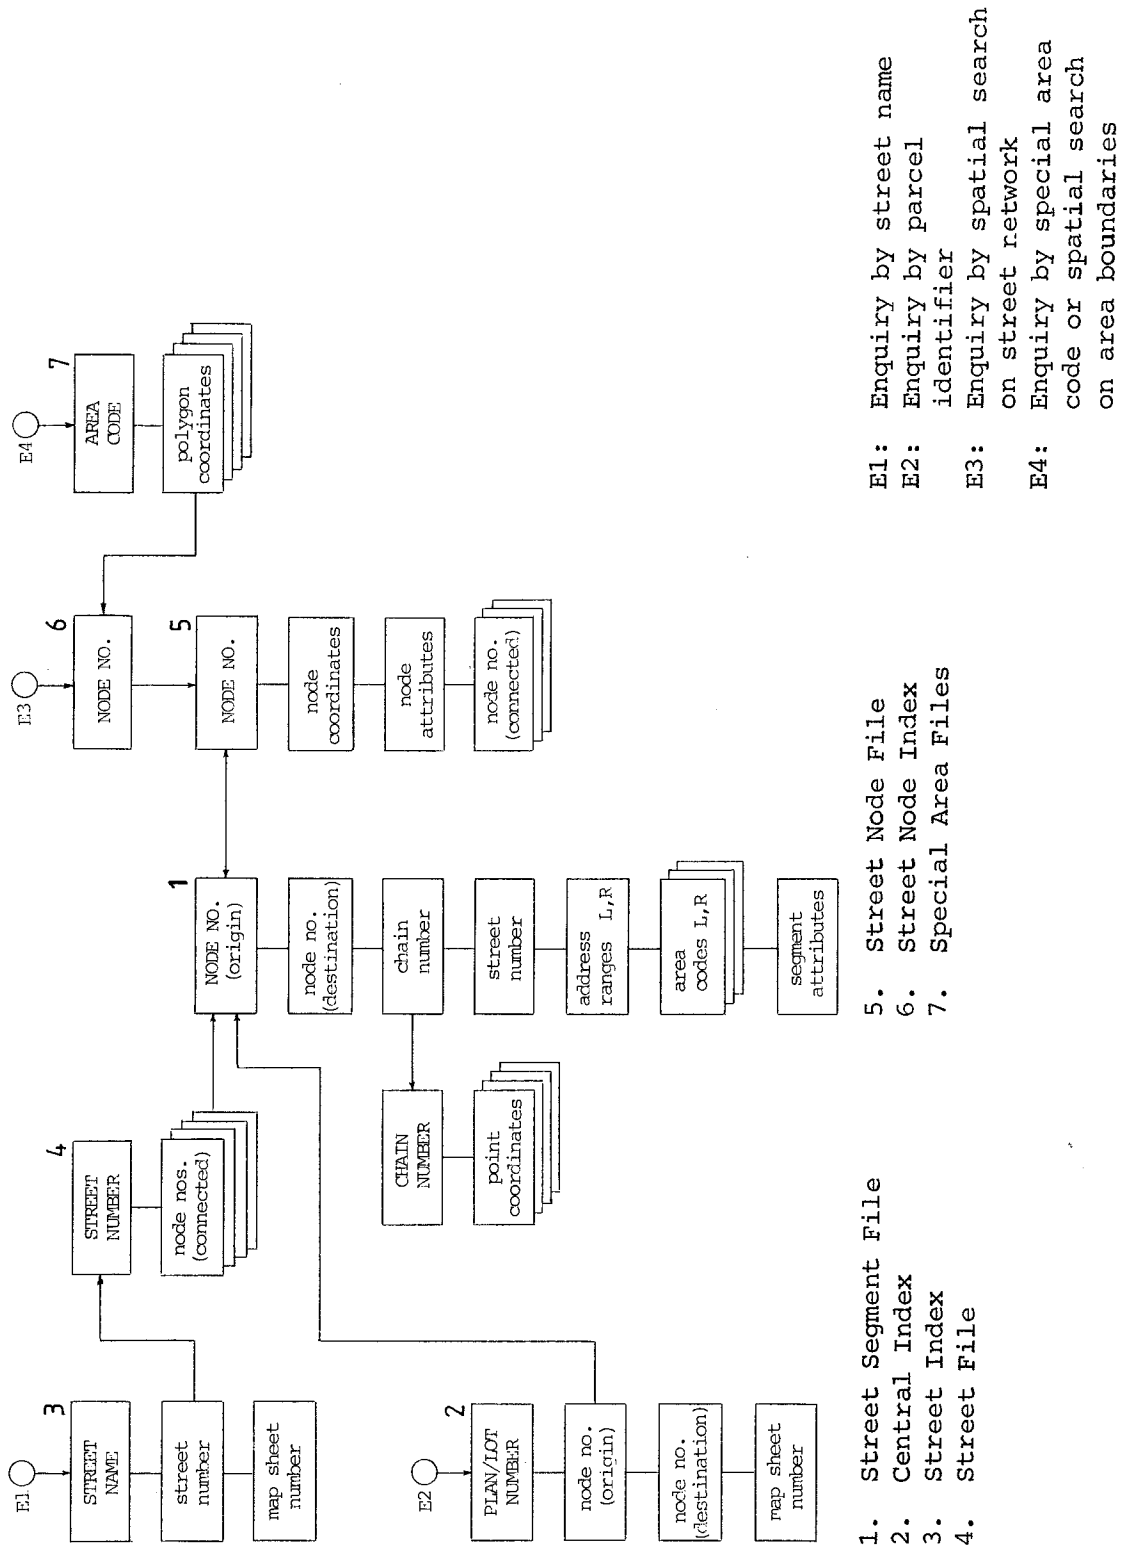 E1
3
STREET
NAME
street
number
map sheet
number
4
STREET
NUMBER
node nos.
(connected)
E2
2
PLAN/LOT
NUMBER
node no.
(origin)
node no.
(destination)
map sheet
number
CHAIN
NUMBER
point
coordinates
1
NODE NO.
(origin)
node no.
(destination)
chain
number
street
number
address
ranges L,R
area
codes L,R
segment
attributes
E3
6
NODE NO.
5
NODE NO.
node
coordinates
node
attributes
node no.
(connected)
E4
7
AREA
CODE
polygon
coordinates
1. Street Segment File
2. Central Index
3. Street Index
4. Street File
5. Street Node File
6. Street Node Index
7. Special Area Files
E1: Enquiry by street name
E2: Enquiry by parcel
identifier
E3: Enquiry by spatial search
on street retwork
E4: Enquiry by special area
code or spatial search
on area boundaries